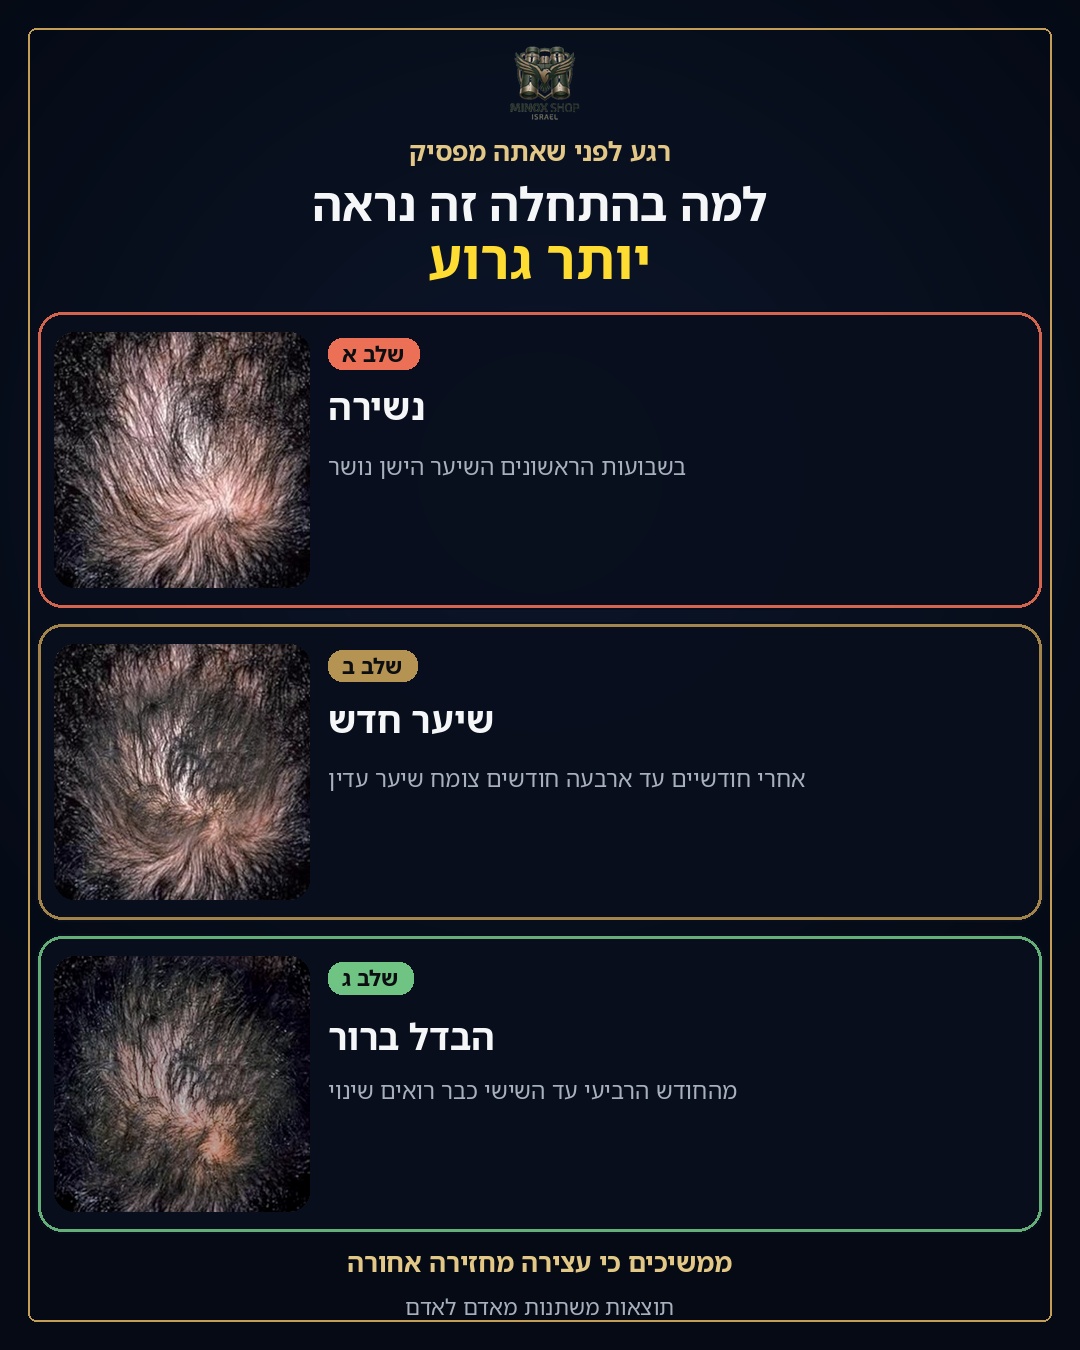 MINOX SHOP
ISRAEL
רגע לפני שאתה מפסיק
למה בהתחלה זה נראה
יותר גרוע
שלב א
נשירה
בשבועות הראשונים השיער הישן נושר
שלב ב
שיער חדש
אחרי חודשיים עד ארבעה חודשים צומח שיער עדין
שלב ג
הבדל ברור
מהחודש הרביעי עד השישי כבר רואים שינוי
ממשיכים כי עצירה מחזירה אחורה
תוצאות משתנות מאדם לאדם